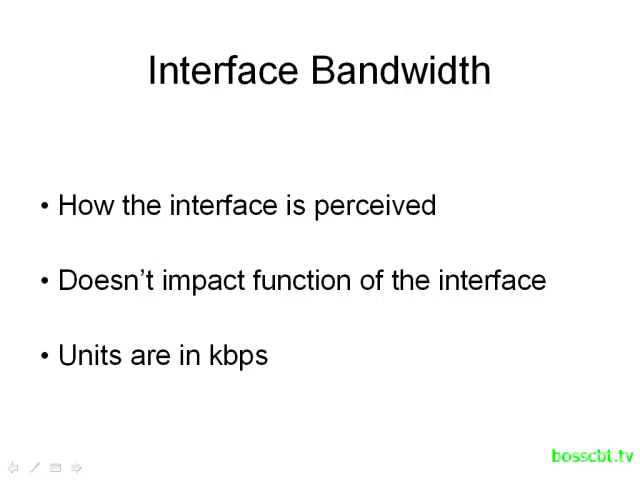 Interface Bandwidth
• How the interface is perceived
• Doesn't impact function of the interface
• Units are in kbps
bosscbt.tv